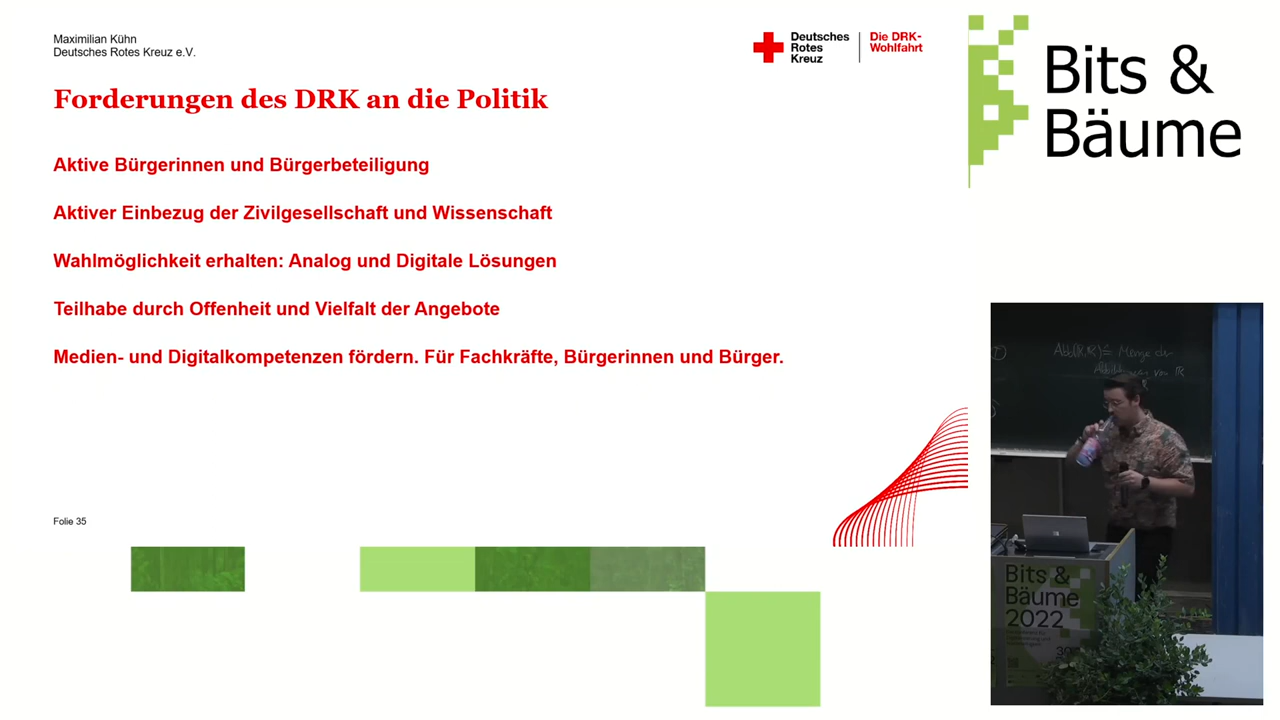 Maximilian Kühn
Deutsches Rotes Kreuz e.V.
Deutsches
Rotes
Kreuz
Die DRK-
Wohlfahrt
Forderungen des DRK an die Politik
Aktive Bürgerinnen und Bürgerbeteiligung
Aktiver Einbezug der Zivilgesellschaft und Wissenschaft
Wahlmöglichkeit erhalten: Analog und Digitale Lösungen
Teilhabe durch Offenheit und Vielfalt der Angebote
Medien- und Digitalkompetenzen fördern. Für Fachkräfte, Bürgerinnen und Bürger.
Folie 35
Bits &
Bäume
Menge der
Bits &
Bäume
2022